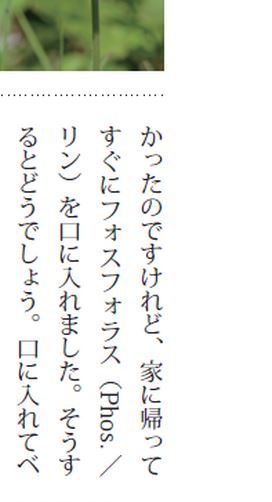 かったのですけれど、家に帰って
すぐにフォスフォラス（Phos.／
リン）を口に入れました。そうす
るとどうでしょう。口に入れてべ